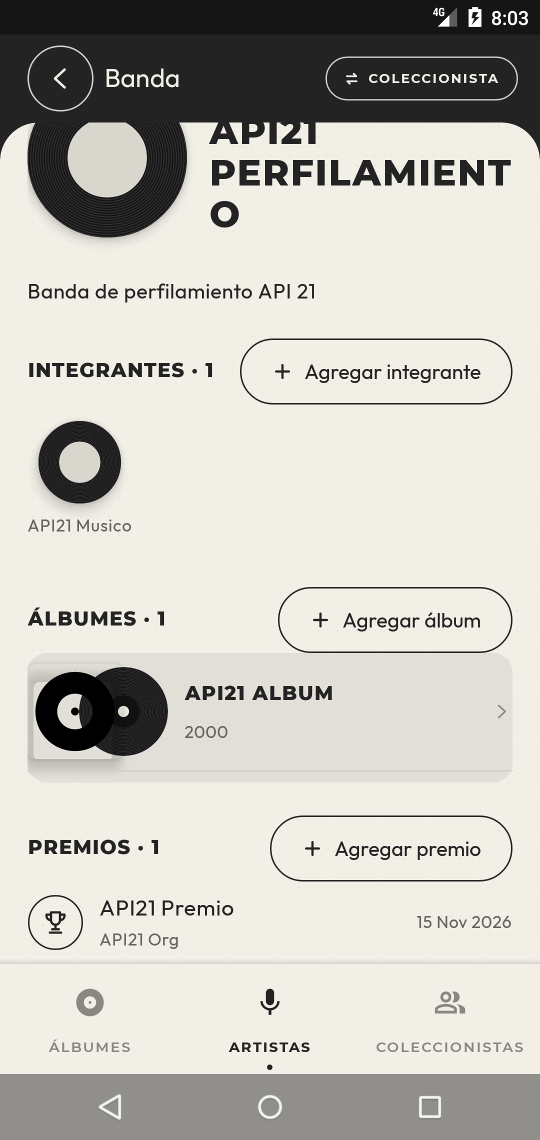 4G 8:03
Banda COLECCIONISTA
API21
PERFILAMIENT
O
Banda de perfilamiento API 21
INTEGRANTES • 1 + Agregar integrante
API21 Musico
ÁLBUMES • 1 + Agregar álbum
API21 ALBUM
2000
PREMIOS • 1 + Agregar premio
API21 Premio
API21 Org
15 Nov 2026
ÁLBUMES ARTISTAS COLECCIONISTAS